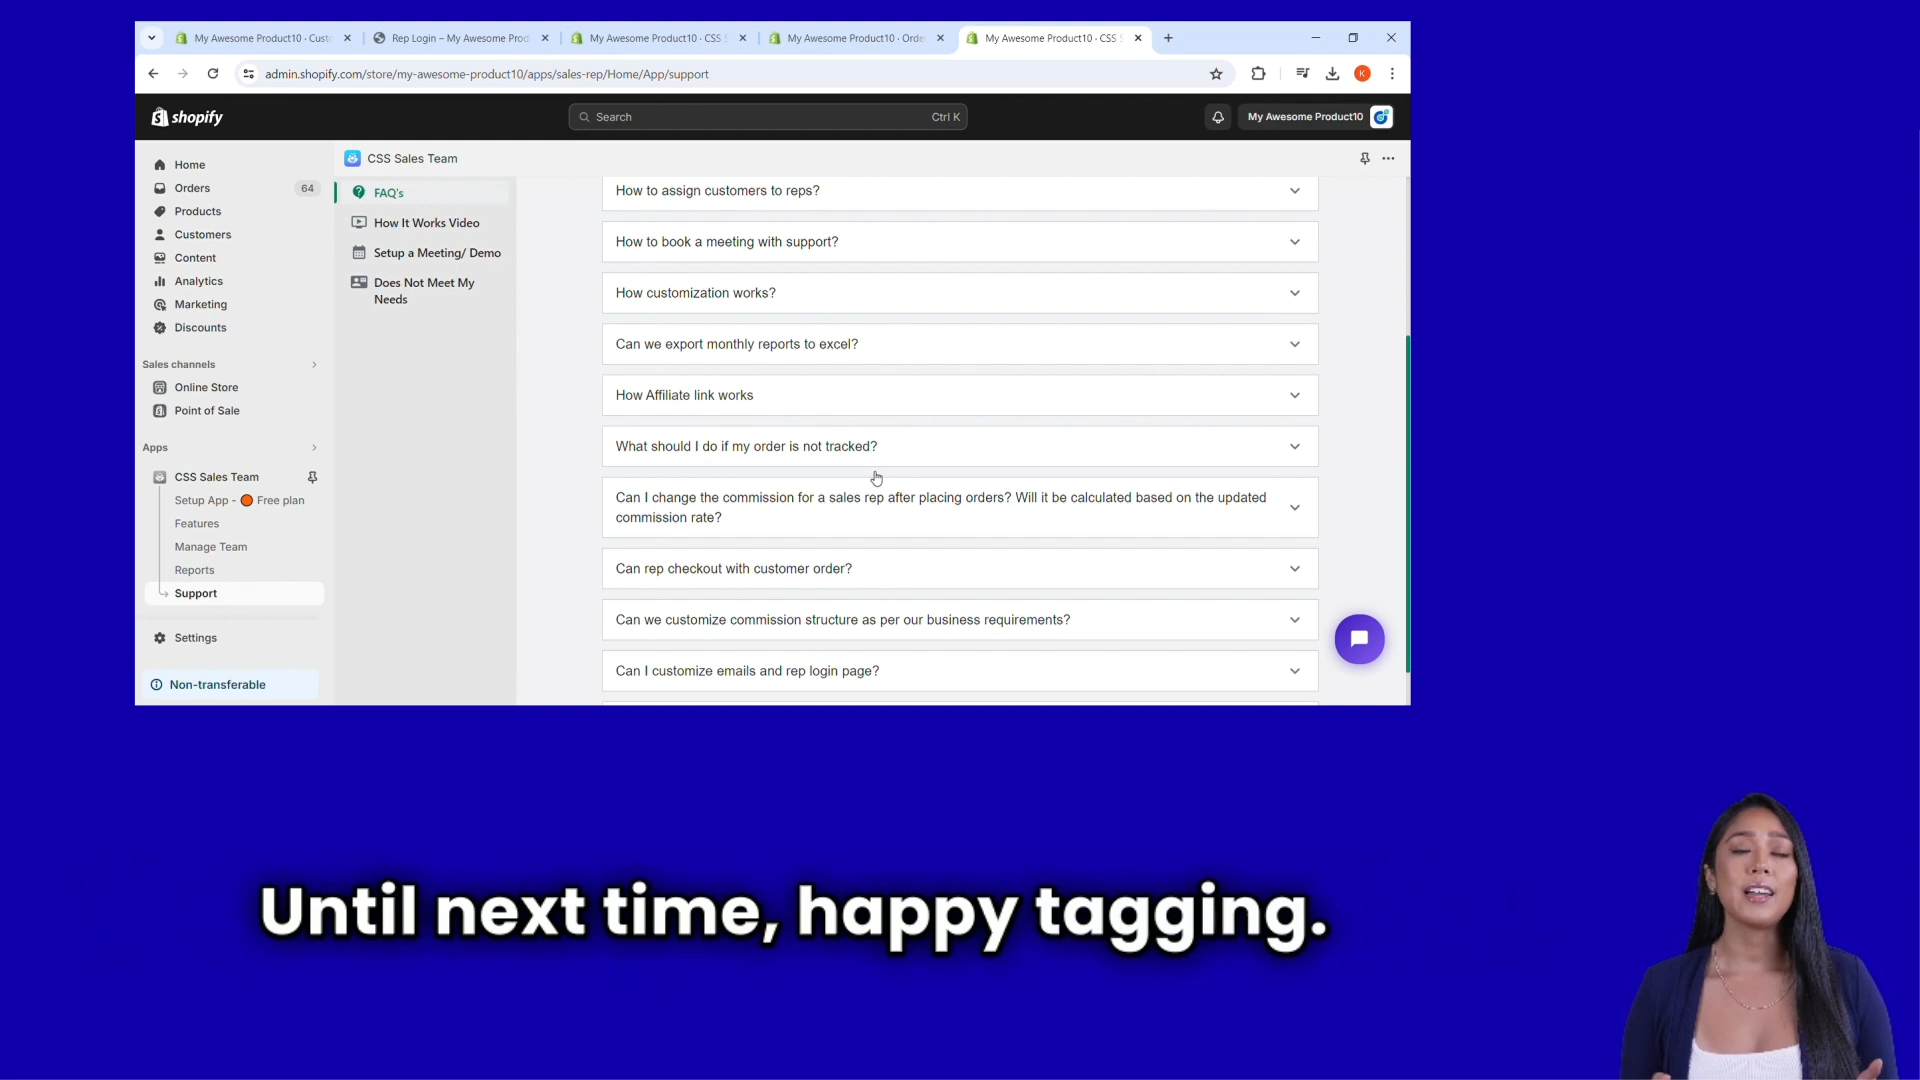 My Awesome Product10 · Custo
Rep Login – My Awesome Prod
My Awesome Product10 · CSS S
My Awesome Product10 · Orde
My Awesome Product10 · CSS S
admin.shopify.com/store/my-awesome-product10/apps/sales-rep/Home/App/support
K
shopify
Search
Ctrl K
My Awesome Product10
Home
Orders
64
Products
Customers
Content
Analytics
Marketing
Discounts
Sales channels
Online Store
Point of Sale
Apps
CSS Sales Team
Setup App - Free plan
Features
Manage Team
Reports
Support
Settings
Non-transferable
CSS Sales Team
FAQ's
How It Works Video
Setup a Meeting/ Demo
Does Not Meet My
Needs
How to assign customers to reps?
How to book a meeting with support?
How customization works?
Can we export monthly reports to excel?
How Affiliate link works
What should I do if my order is not tracked?
Can I change the commission for a sales rep after placing orders? Will it be calculated based on the updated
commission rate?
Can rep checkout with customer order?
Can we customize commission structure as per our business requirements?
Can I customize emails and rep login page?
Until next time, happy tagging.